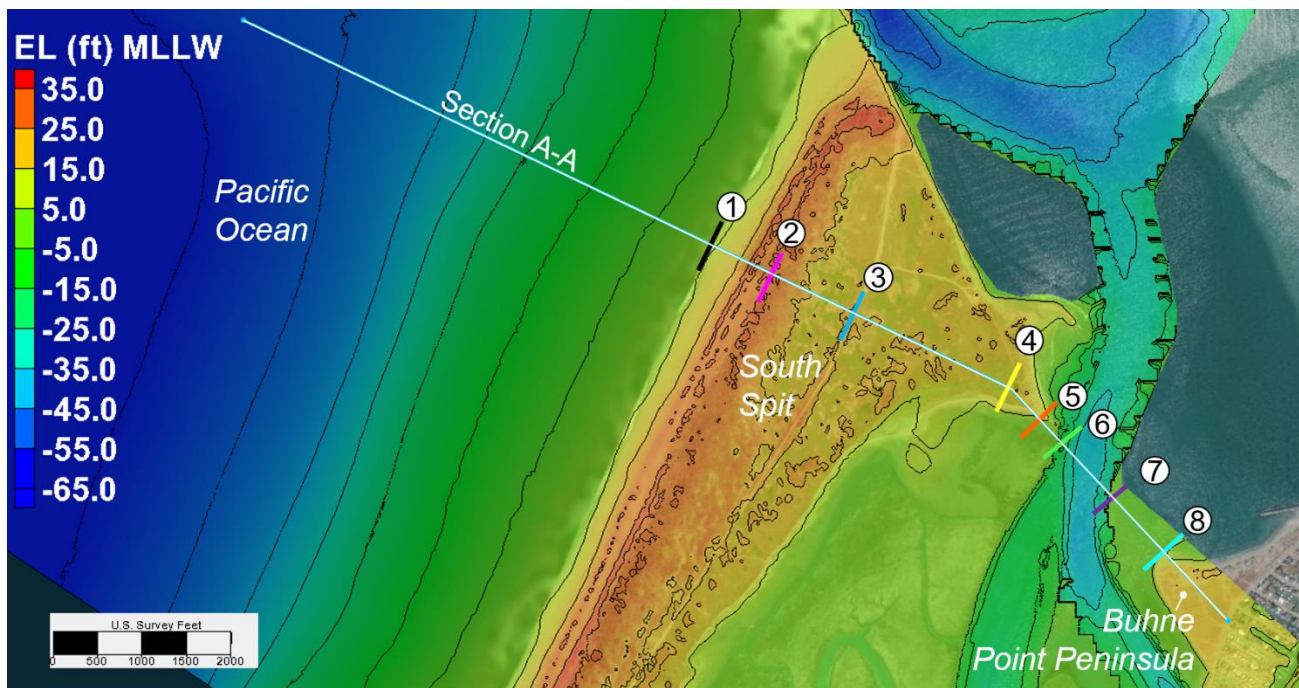 EL (ft) MLLW
35.0
25.0
15.0
5.0
-5.0
-15.0
-25.0
-35.0
-45.0
-55.0
-65.0
Pacific
Ocean
Section A-A
1
2
3
South
Spit
4
5
6
7
8
Buhne
Point Peninsula
U.S. Survey Feet
0 500 1000 1500 2000